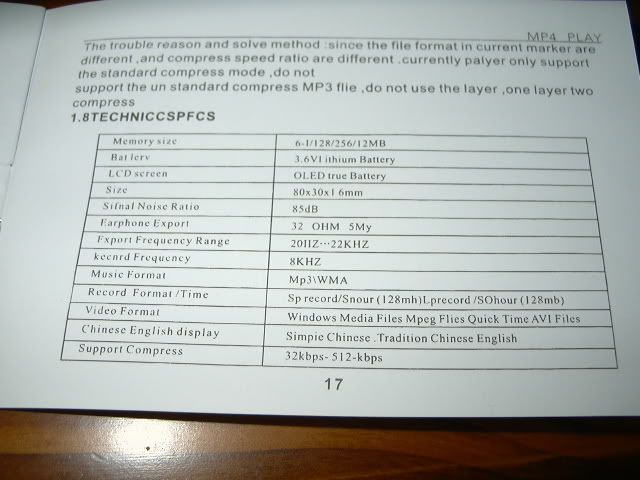 MP4 PLAY
The trouble reason and solve method :since the file format in current marker are
different ,and compress speed ratio are different .currently palyer only support
the standard compress mode ,do not
support the un standard compress MP3 flie ,do not use the layer ,one layer two
compress
1.8TECHNICCSPFCS
Memory size 6-I/128/256/12MB
Bat lerv 3.6VI ithium Battery
LCD screen OLED true Battery
Size 80x30x1 6mm
Sifnal Noise Ratio 85dB
Earphone Export 32 OHM 5My
Fxport Frequency Range 20IIZ···22KHZ
kecnrd Frequency 8KHZ
Music Format Mp3\WMA
Record Format /Time Sp record/Snour (128mh)Lprecord /SOhour (128mb)
Video Format Windows Media Files Mpeg Flies Quick Time AVI Files
Chinese English display Simpie Chinese .Tradition Chinese English
Support Compress 32kbps- 512-kbps
17